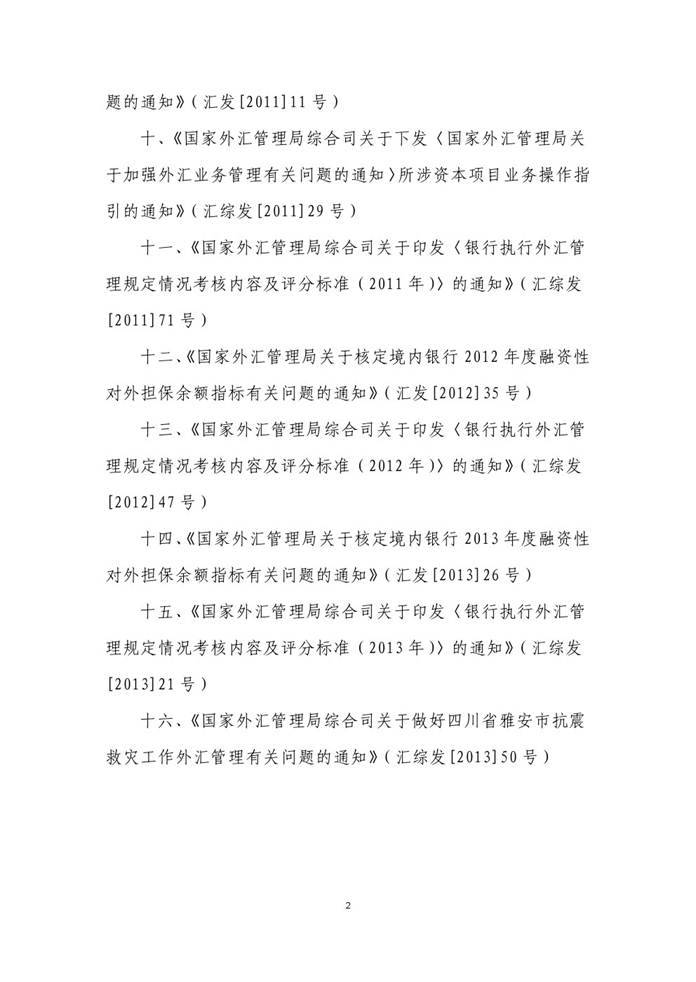 题的通知》（汇发[2011]11 号）
十、《国家外汇管理局综合司关于下发〈国家外汇管理局关
于加强外汇业务管理有关问题的通知〉所涉资本项目业务操作指
引的通知》（汇综发[2011]29 号）
十一、《国家外汇管理局综合司关于印发〈银行执行外汇管
理规定情况考核内容及评分标准（2011 年）〉的通知》（汇综发
[2011]71 号）
十二、《国家外汇管理局关于核定境内银行 2012 年度融资性
对外担保余额指标有关问题的通知》（汇发[2012]35 号）
十三、《国家外汇管理局综合司关于印发〈银行执行外汇管
理规定情况考核内容及评分标准（2012 年）〉的通知》（汇综发
[2012]47 号）
十四、《国家外汇管理局关于核定境内银行 2013 年度融资性
对外担保余额指标有关问题的通知》（汇发[2013]26 号）
十五、《国家外汇管理局综合司关于印发〈银行执行外汇管
理规定情况考核内容及评分标准（2013 年）〉的通知》（汇综发
[2013]21 号）
十六、《国家外汇管理局综合司关于做好四川省雅安市抗震
救灾工作外汇管理有关问题的通知》（汇综发[2013]50 号）
2